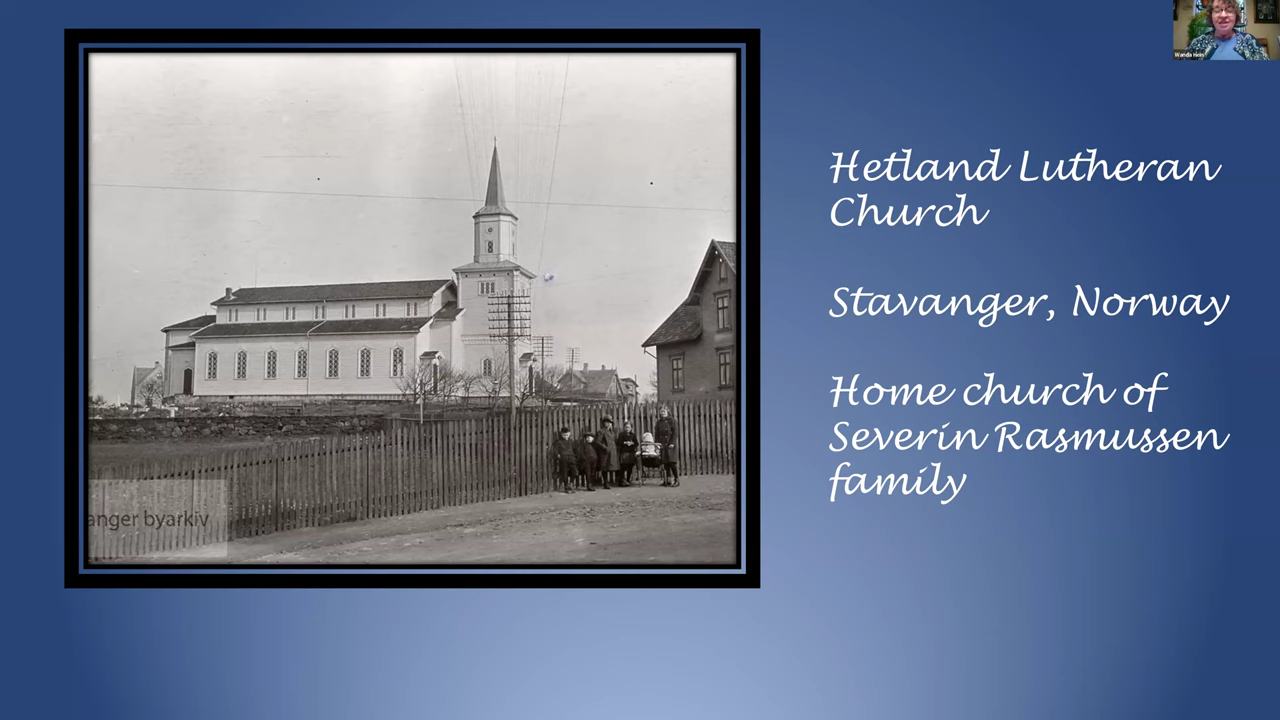 Hetland Lutheran
Church
Stavanger, Norway
Home church of
Severin Rasmussen
family
anger byarkiv